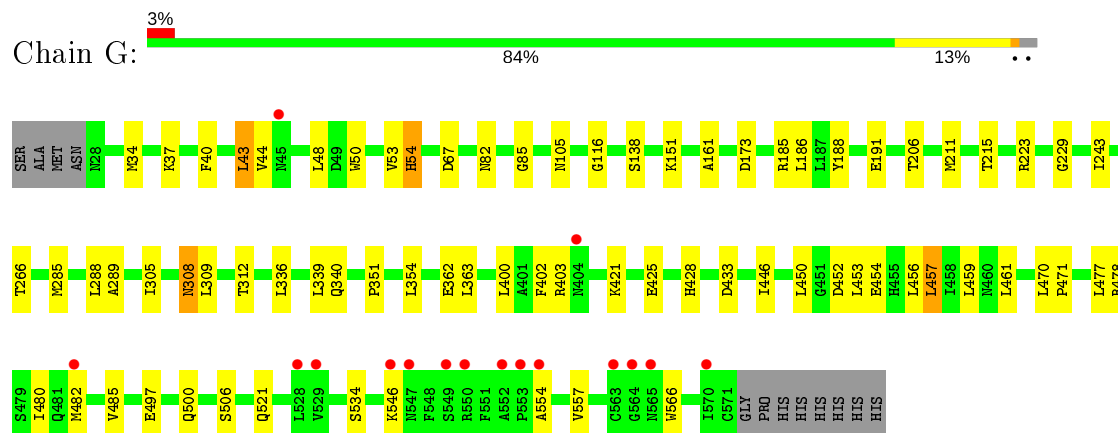 3%
Chain G:
84%
13%
SER ALA MET ASN N28 M34 K37 F40 L43 V44 N45 L48 D49 W50 V53 H54 D67 N82 G85 N105 G116 S138 K151 A161 D173 R185 L186 L187 Y188 E191 T206 M211 T215 R223 G229 I243
T266 M285 L288 A289 I305 N308 L309 T312 L336 L339 Q340 P351 L354 E362 L363 L400 A401 F402 R403 N404 K421 E425 H428 D433 I446 L450 G451 D452 L453 E454 H455 L456 L457 I458 L459 N460 L461 L470 P471 L477
S479 I480 Q481 M482 V485 E497 Q500 S506 Q521 L528 V529 S534 K546 N547 F548 S549 R550 F551 A552 P553 A554 V557 C563 G564 N565 W566 I570 C571 GLY PRO HIS HIS HIS HIS HIS HIS